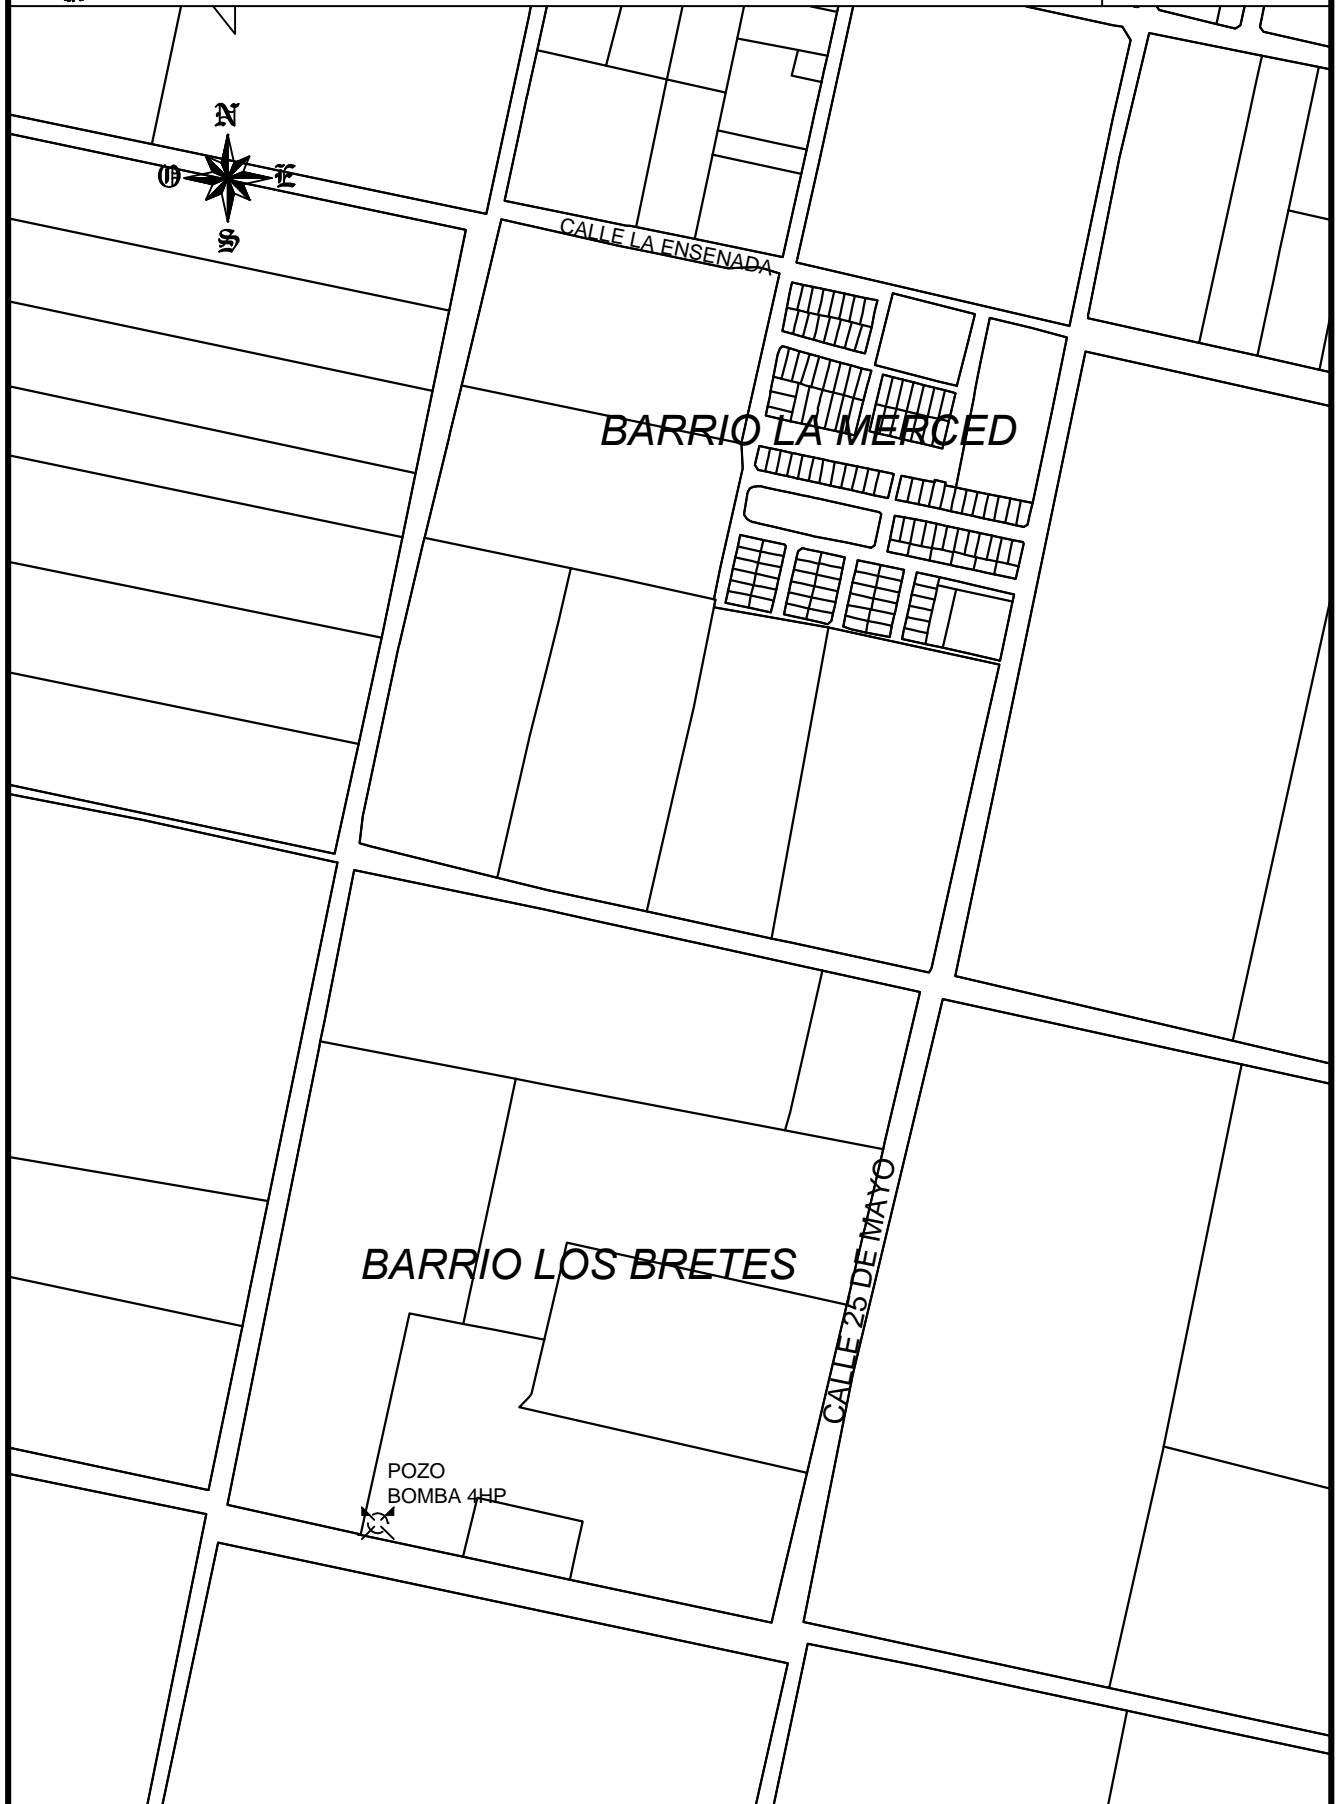 N
O E
S
CALLE LA ENSENADA
BARRIO LA MERCED
CALLE 25 DE MAYO
BARRIO LOS BRETES
POZO
BOMBA 4HP